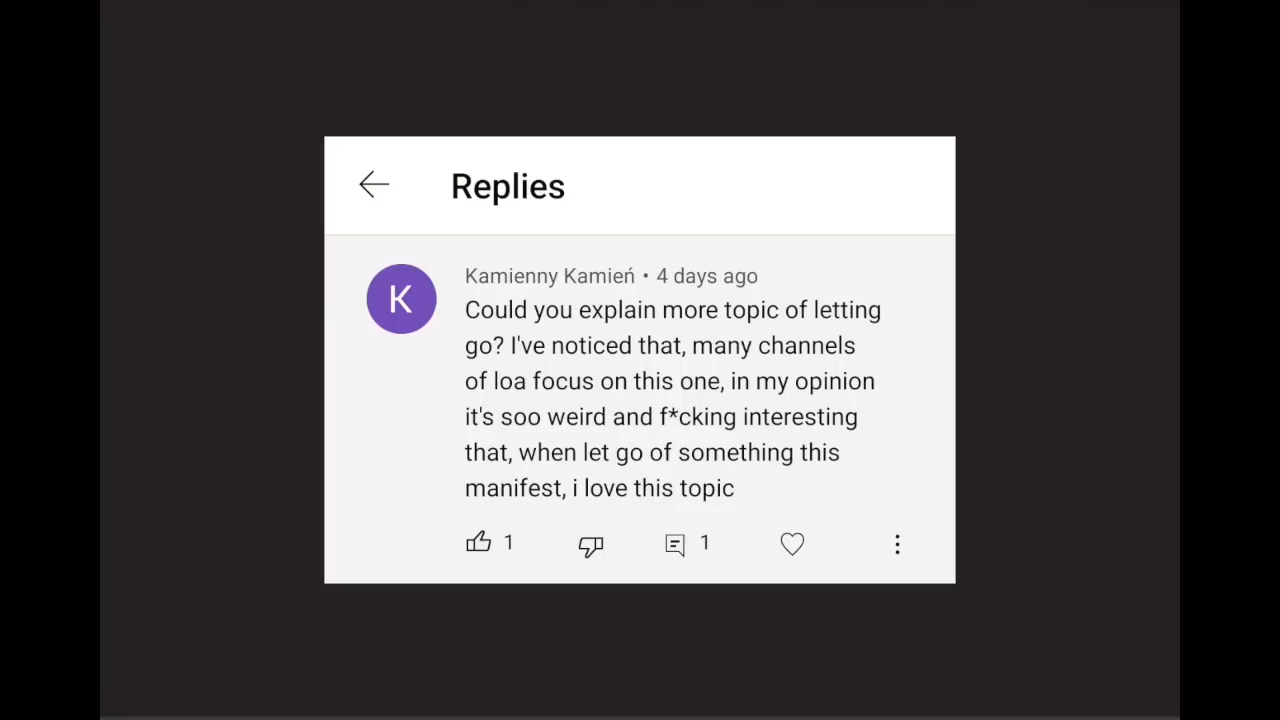 Replies
K
Kamienny Kamień • 4 days ago
Could you explain more topic of letting
go? I've noticed that, many channels
of loa focus on this one, in my opinion
it's soo weird and f*cking interesting
that, when let go of something this
manifest, i love this topic
1 1